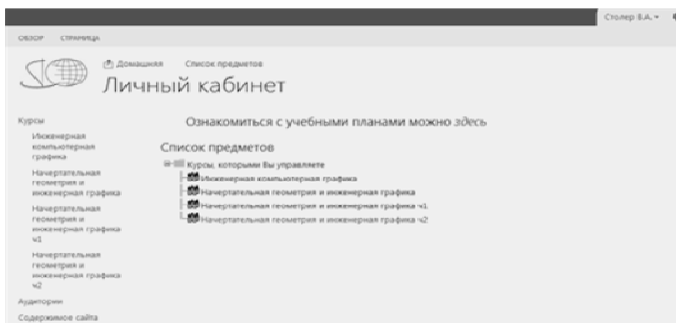 Столер В.А.
ОБЗОР СТРАНИЦА
Домашняя Список предметов
Личный кабинет
Курсы
Инженерная
компьютерная
графика
Начертательная
геометрия и
инженерная графика
Начертательная
геометрия и
инженерная графика
ч1
Начертательная
геометрия и
инженерная графика
ч2
Аудитории
Содержимое сайта
Ознакомиться с учебными планами можно здесь
Список предметов
Курсы, которыми Вы управляете
Инженерная компьютерная графика
Начертательная геометрия и инженерная графика
Начертательная геометрия и инженерная графика ч1
Начертательная геометрия и инженерная графика ч2